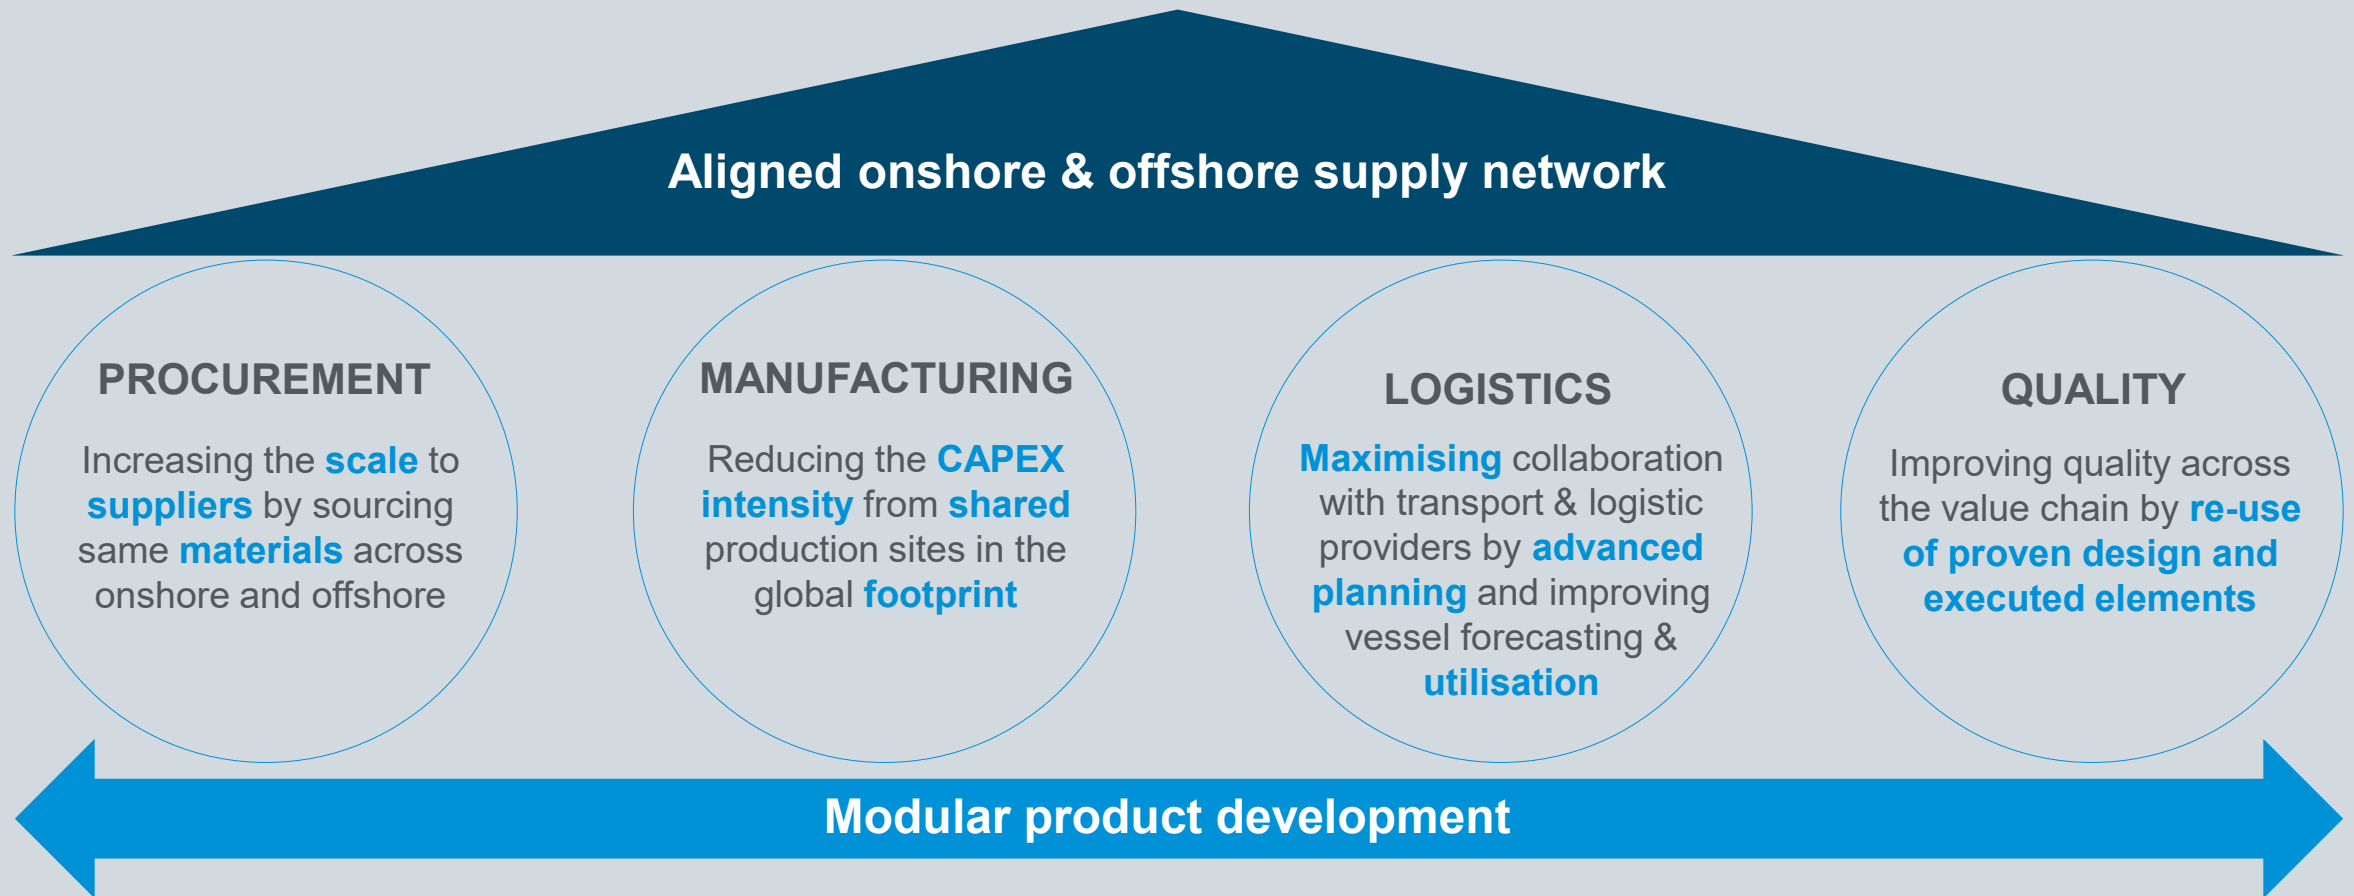 Aligned onshore & offshore supply network
PROCUREMENT
Increasing the scale to
suppliers by sourcing
same materials across
onshore and offshore
MANUFACTURING
Reducing the CAPEX
intensity from shared
production sites in the
global footprint
LOGISTICS
Maximising collaboration
with transport & logistic
providers by advanced
planning and improving
vessel forecasting &
utilisation
QUALITY
Improving quality across
the value chain by re-use
of proven design and
executed elements
Modular product development